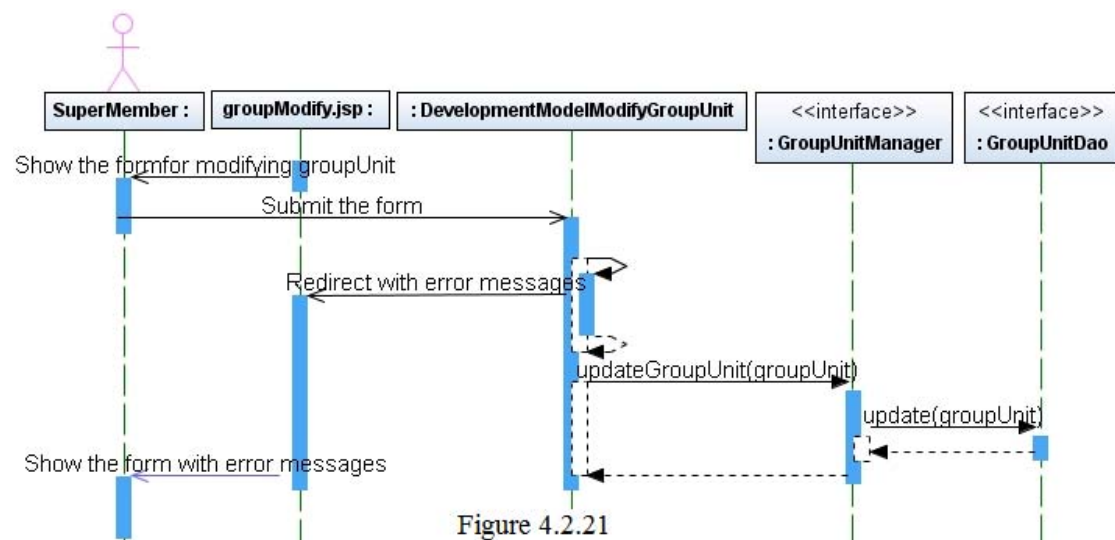 SuperMember :
groupModify.jsp :
: DevelopmentModelModifyGroupUnit
<<interface>>
: GroupUnitManager
<<interface>>
: GroupUnitDao
Show the formfor modifying groupUnit
Submit the form
Redirect with error messages
updateGroupUnit(groupUnit)
update(groupUnit)
Show the form with error messages
Figure 4.2.21